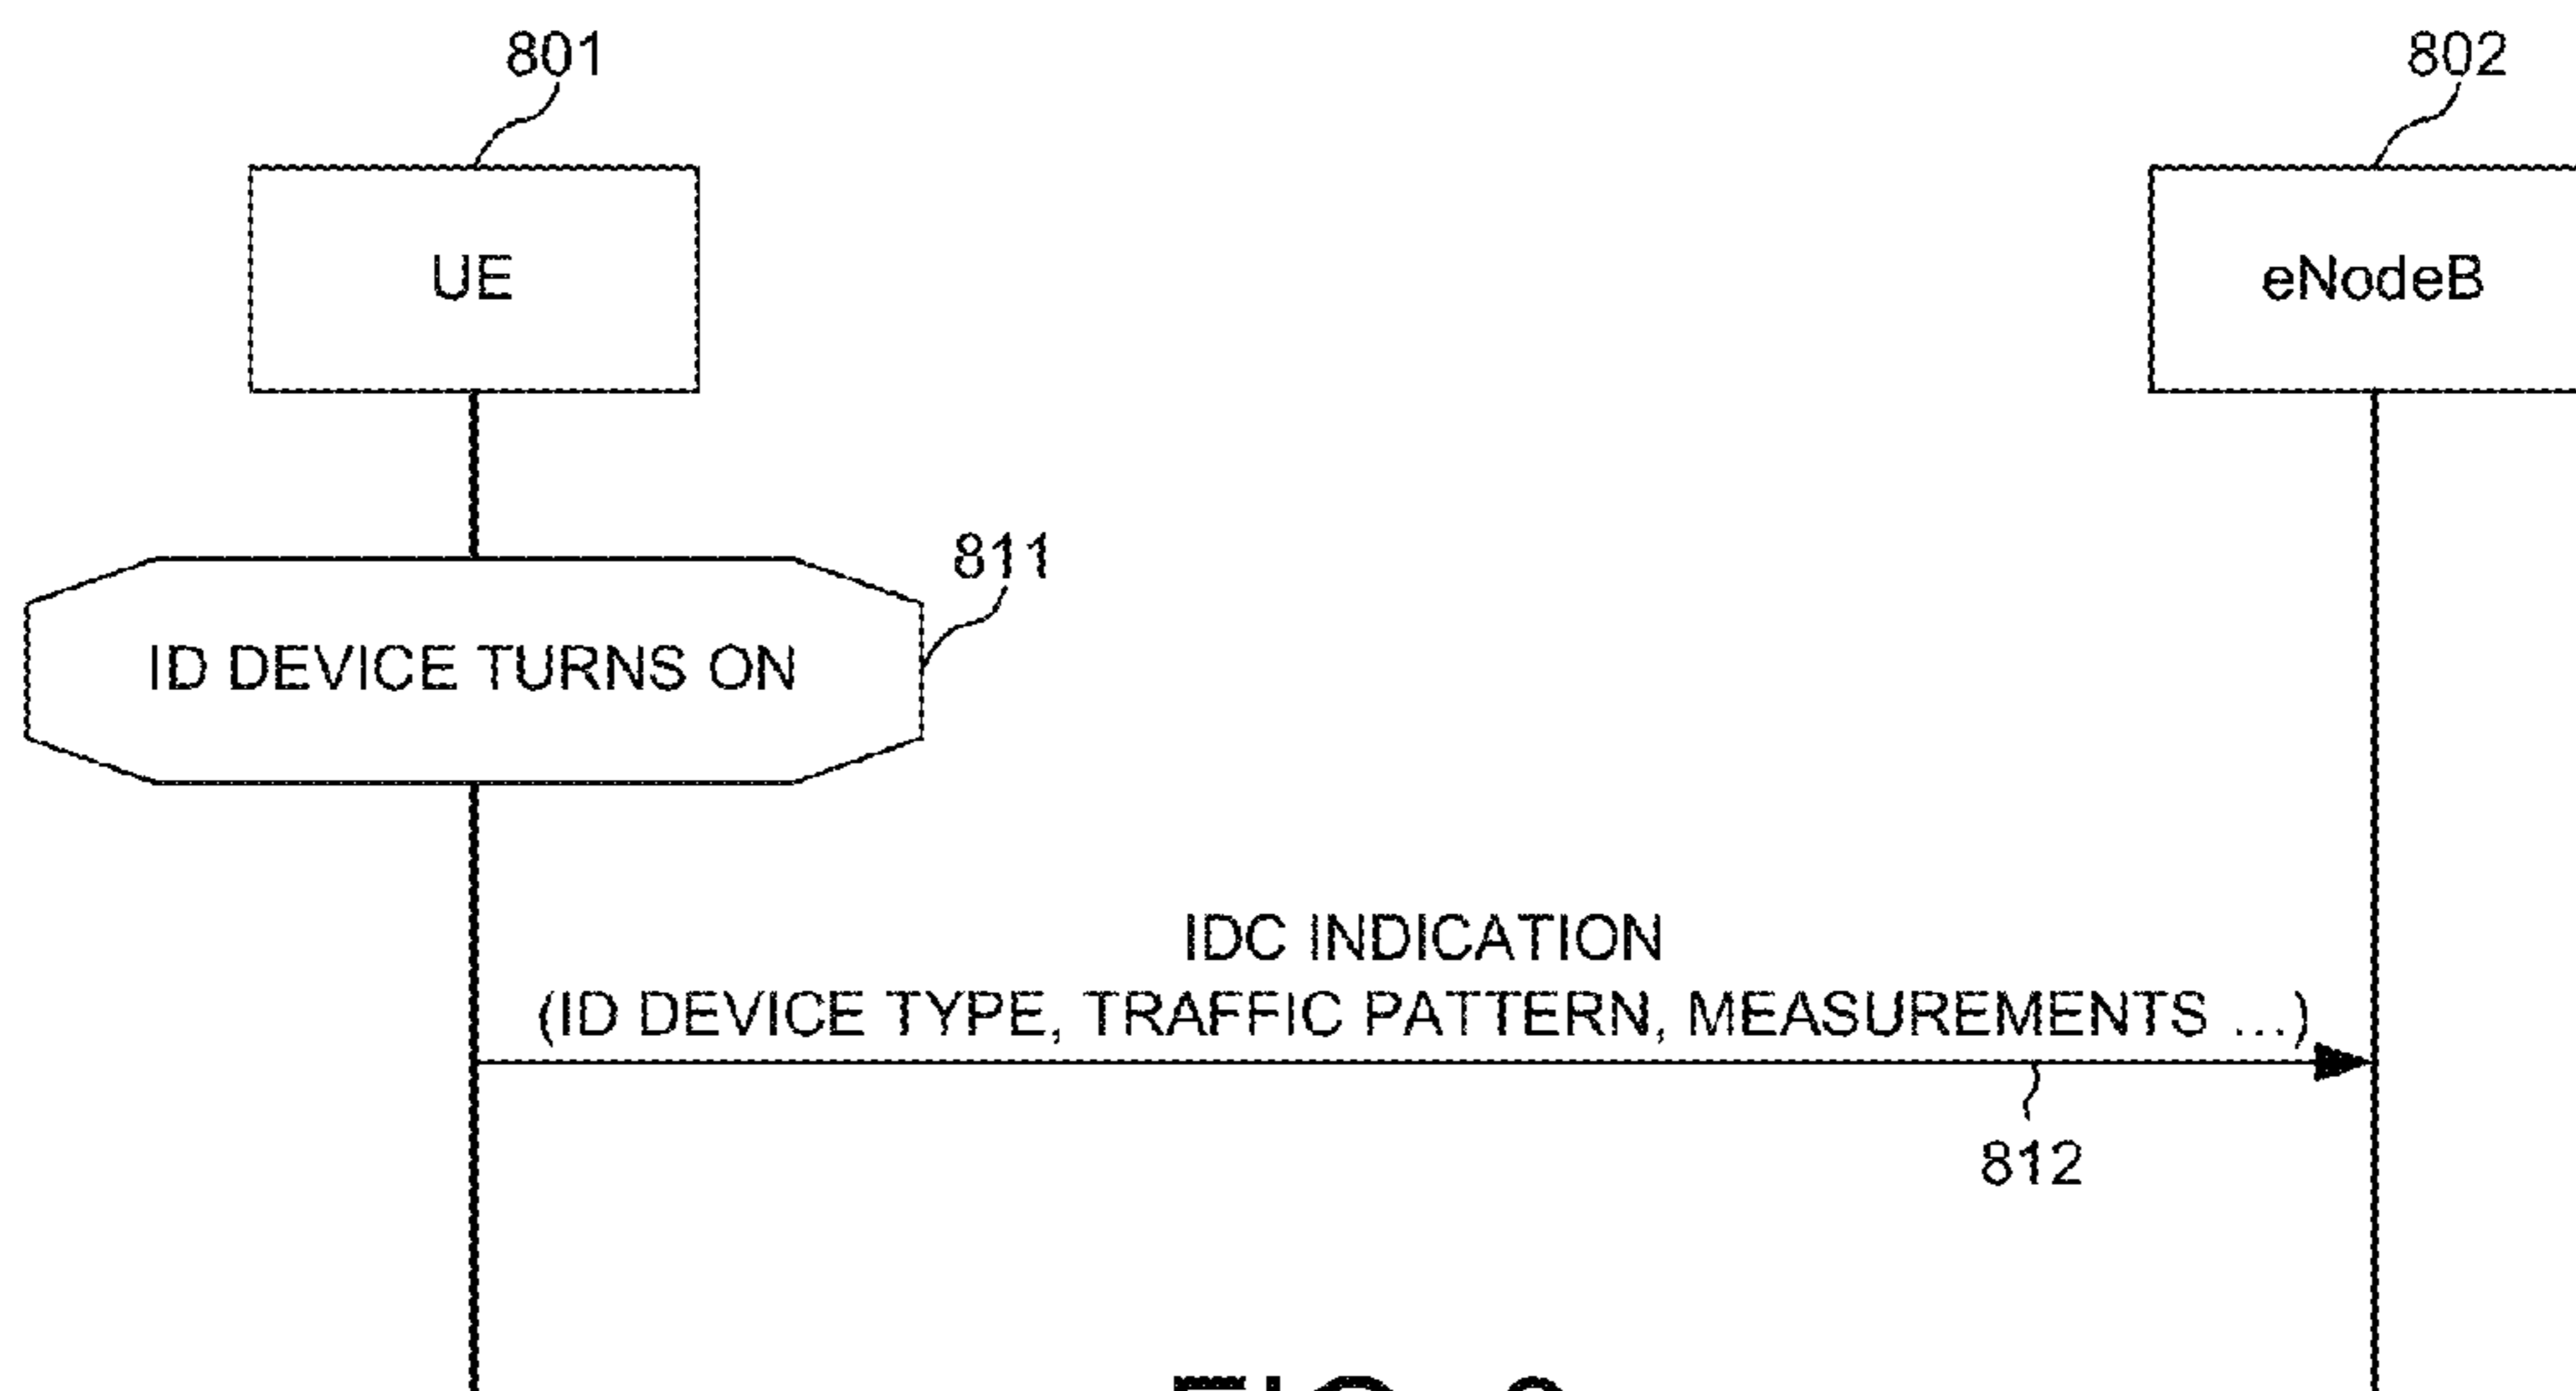 801
802
UE
eNodeB
811
ID DEVICE TURNS ON
IDC INDICATION
(ID DEVICE TYPE, TRAFFIC PATTERN, MEASUREMENTS ...)
812